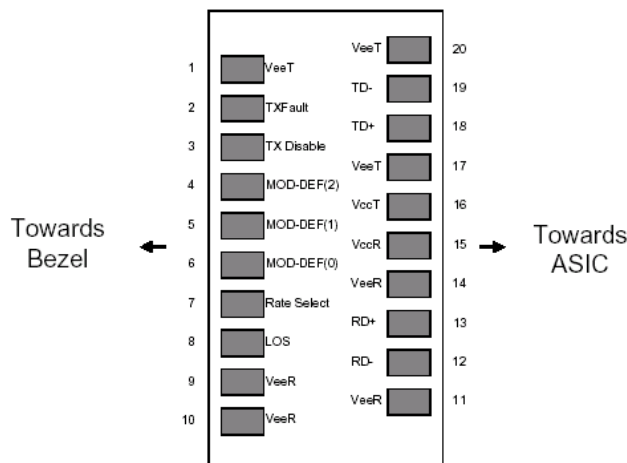 VeeT 20
1 VeeT
TD- 19
2 TXFault
TD+ 18
3 TX Disable
VeeT 17
4 MOD-DEF(2)
VccT 16
5 MOD-DEF(1)
Towards
Bezel
VccR 15
Towards
ASIC
6 MOD-DEF(0)
VeeR 14
7 Rate Select
RD+ 13
8 LOS
RD- 12
9 VeeR
VeeR 11
10 VeeR